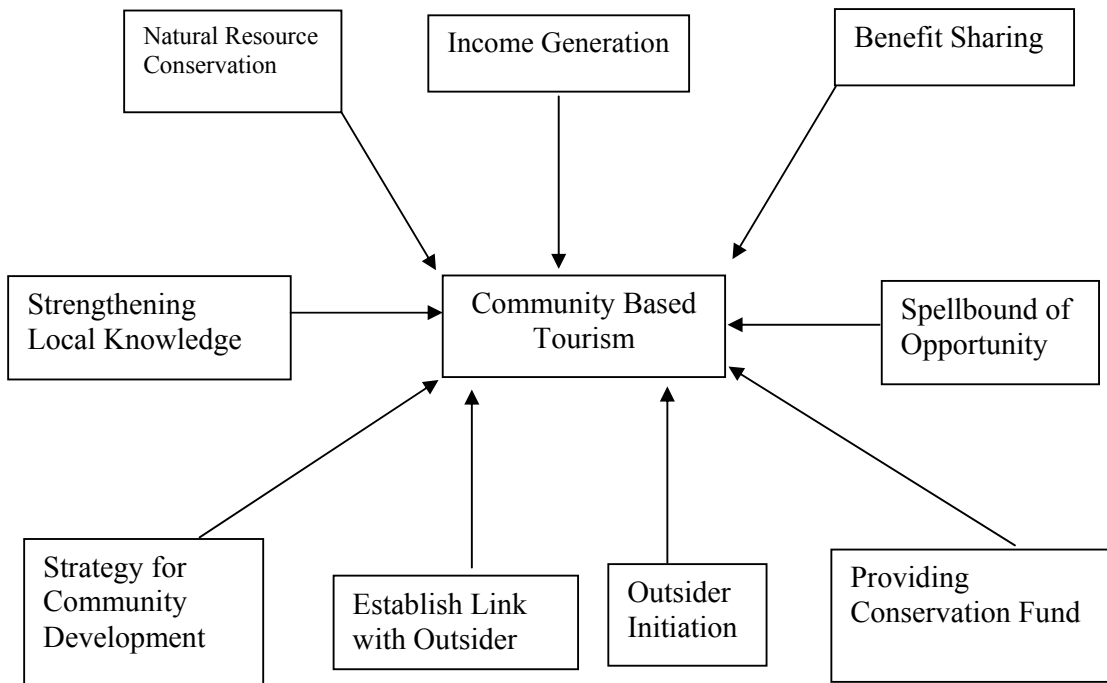 Natural Resource
Conservation
Income Generation
Benefit Sharing
Strengthening
Local Knowledge
Community Based
Tourism
Spellbound of
Opportunity
Strategy for
Community
Development
Establish Link
with Outsider
Outsider
Initiation
Providing
Conservation Fund